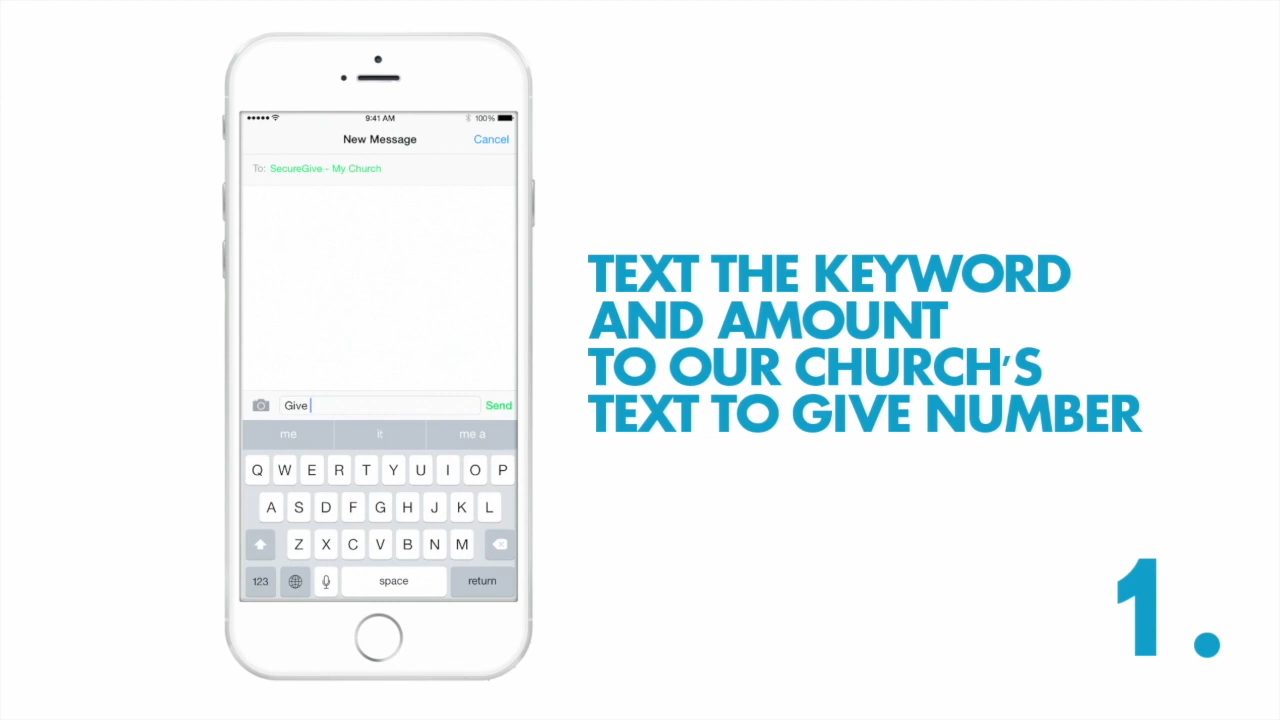 9:41 AM
100%
New Message
Cancel
To: SecureGive - My Church
Give
Send
me
it
me a
Q W E R T Y U I O P
A S D F G H J K L
Z X C V B N M
123
space
return
TEXT THE KEYWORD
AND AMOUNT
TO OUR CHURCH'S
TEXT TO GIVE NUMBER
1.